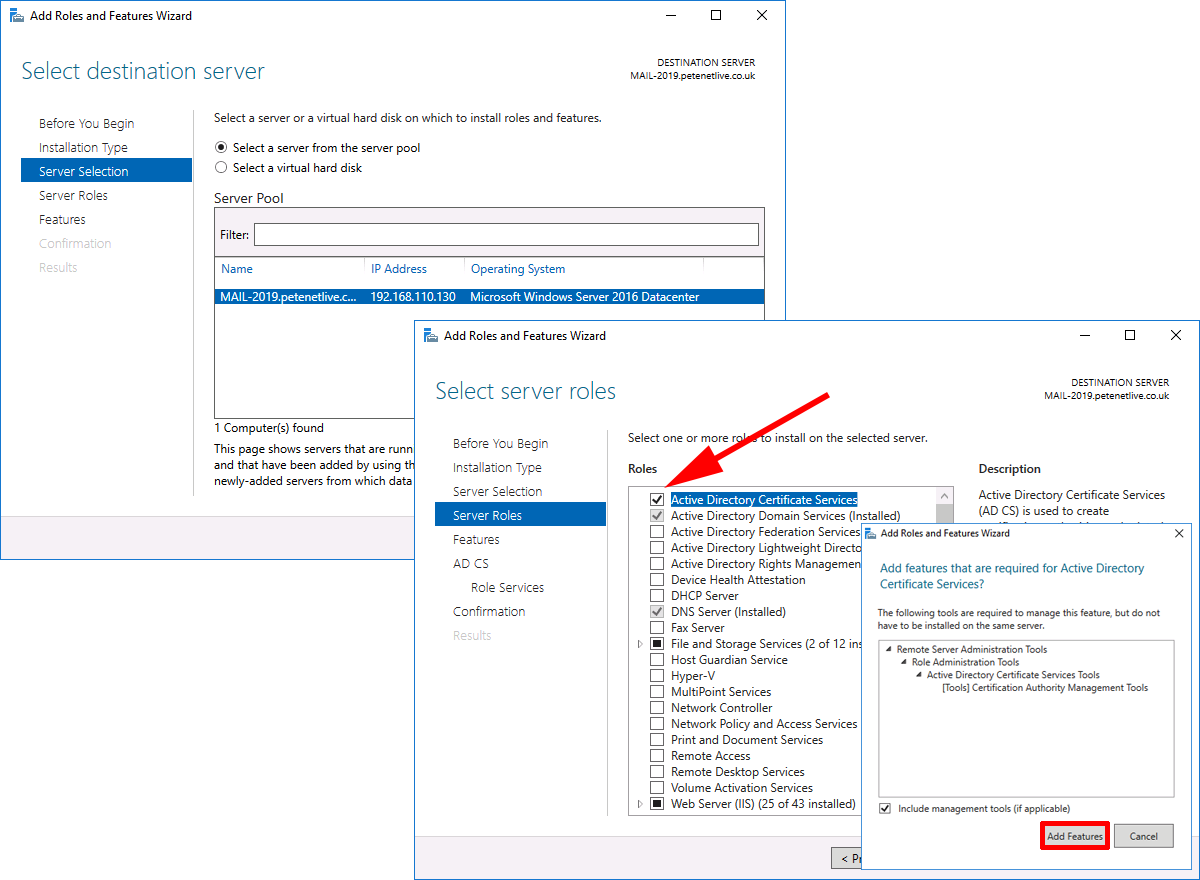 Add Roles and Features Wizard
Select destination server
DESTINATION SERVER
MAIL-2019.petenetlive.co.uk
Before You Begin
Installation Type
Server Selection
Server Roles
Features
Confirmation
Results
Select a server or a virtual hard disk on which to install roles and features.
Select a server from the server pool
Select a virtual hard disk
Server Pool
Filter:
Name IP Address Operating System
MAIL-2019.petenetlive.c... 192.168.110.130 Microsoft Windows Server 2016 Datacenter
1 Computer(s) found
This page shows servers that are runn
and that have been added by using th
newly-added servers from which data
Add Roles and Features Wizard
Select server roles
DESTINATION SERVER
MAIL-2019.petenetlive.co.uk
Before You Begin
Installation Type
Server Selection
Server Roles
Features
AD CS
Role Services
Confirmation
Results
Select one or more roles to install on the selected server.
Roles
Active Directory Certificate Services
Active Directory Domain Services (Installed)
Active Directory Federation Services
Active Directory Lightweight Directo
Active Directory Rights Managemen
Device Health Attestation
DHCP Server
DNS Server (Installed)
Fax Server
File and Storage Services (2 of 12 ins
Host Guardian Service
Hyper-V
MultiPoint Services
Network Controller
Network Policy and Access Services
Print and Document Services
Remote Access
Remote Desktop Services
Volume Activation Services
Web Server (IIS) (25 of 43 installed)
Description
Active Directory Certificate Services
(AD CS) is used to create
< Pr
Add Roles and Features Wizard
Add features that are required for Active Directory
Certificate Services?
The following tools are required to manage this feature, but do not
have to be installed on the same server.
Remote Server Administration Tools
Role Administration Tools
Active Directory Certificate Services Tools
[Tools] Certification Authority Management Tools
Include management tools (if applicable)
Add Features
Cancel